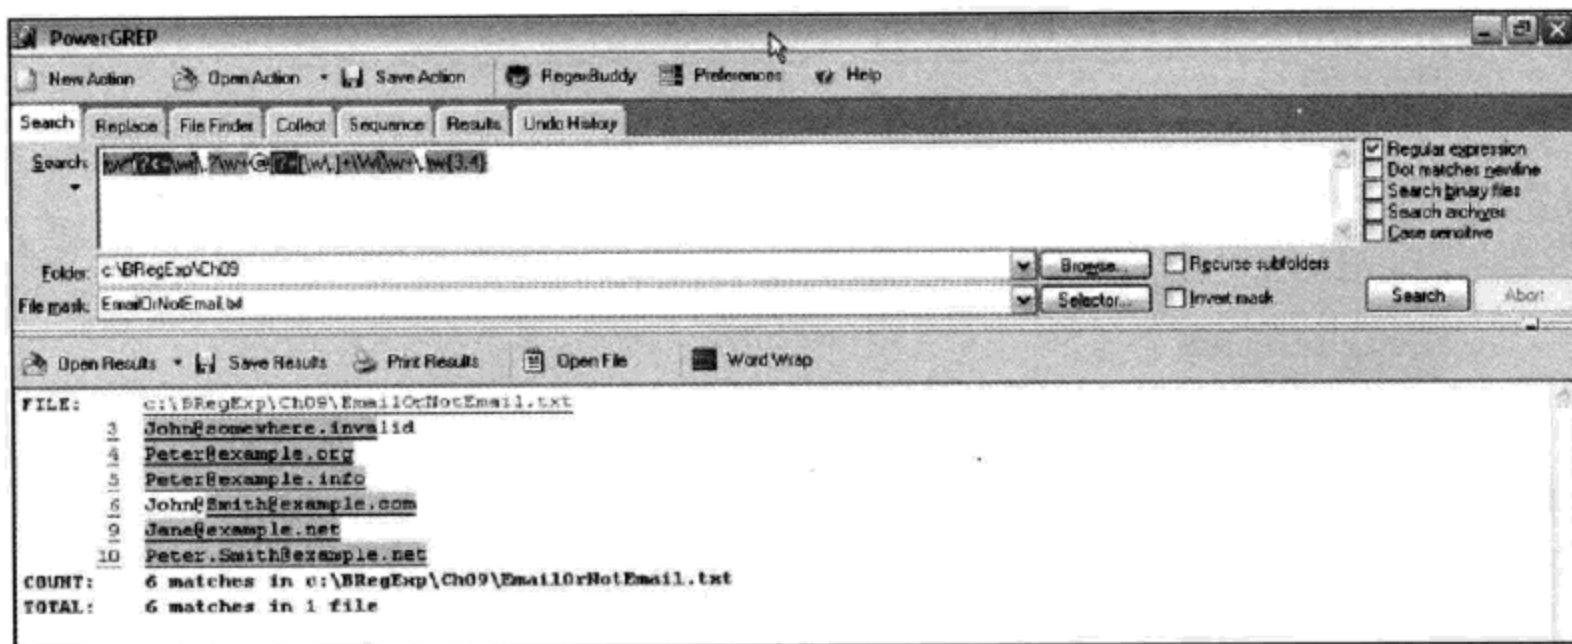 PowerGREP
New Action Open Action Save Action RegexBuddy Preferences Help
Search Replace File Finder Collect Sequence Results Undo History
Search: \w*(?<=\w)\.?\w+@(?=[\w\.]+\W)\w+\.\w{3,4}
Regular expression
Dot matches newline
Search binary files
Search archives
Case sensitive
Folder: c:\BRegExp\Ch09 Browse... Recurse subfolders
File mask: EmailOrNotEmail.txt Selector... Invert mask Search Abort
Open Results Save Results Print Results Open File Word Wrap
FILE: c:\BRegExp\Ch09\EmailOrNotEmail.txt
3 John@somewhere.invalid
4 Peter@example.org
5 Peter@example.info
6 John@Smith@example.com
9 Jane@example.net
10 Peter.Smith@example.net
COUNT: 6 matches in c:\BRegExp\Ch09\EmailOrNotEmail.txt
TOTAL: 6 matches in 1 file